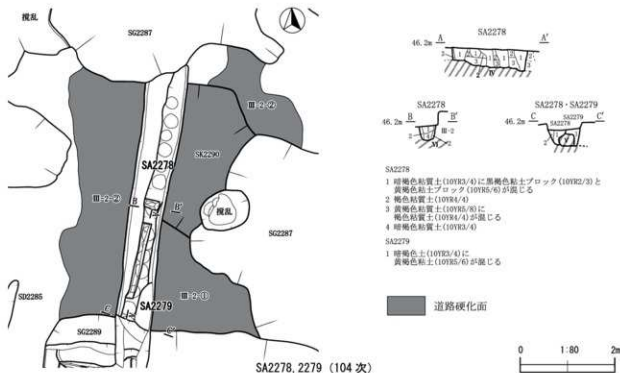 撹乱
SG2287
Ⅲ-2-②
SA2278
SK2290
Ⅲ-2-②
B
B'
撹乱
SG2287
SD2285
Ⅲ-2-①
SA2279
C
C'
SG2289
SA2278, 2279 (104 次)
SA2278
46.2m A A'
SA2278
46.2m B B'
Ⅲ-2
SA2278・SA2279
46.2m C C'
SA2279
SA2278
SA2278
1 暗褐色粘質土(10YR3/4)に黒褐色粘土ブロック(10YR2/3)と
黄褐色粘土ブロック(10YR5/6)が混じる
2 褐色粘質土(10YR4/4)
3 黄褐色粘質土(10YR5/8)に
褐色粘質土(10YR4/4)が混じる
4 暗褐色粘質土(10YR3/4)
SA2279
1 暗褐色土(10YR3/4)に
黄褐色粘土(10YR5/6)が混じる
道路硬化面
0 1:80 2m